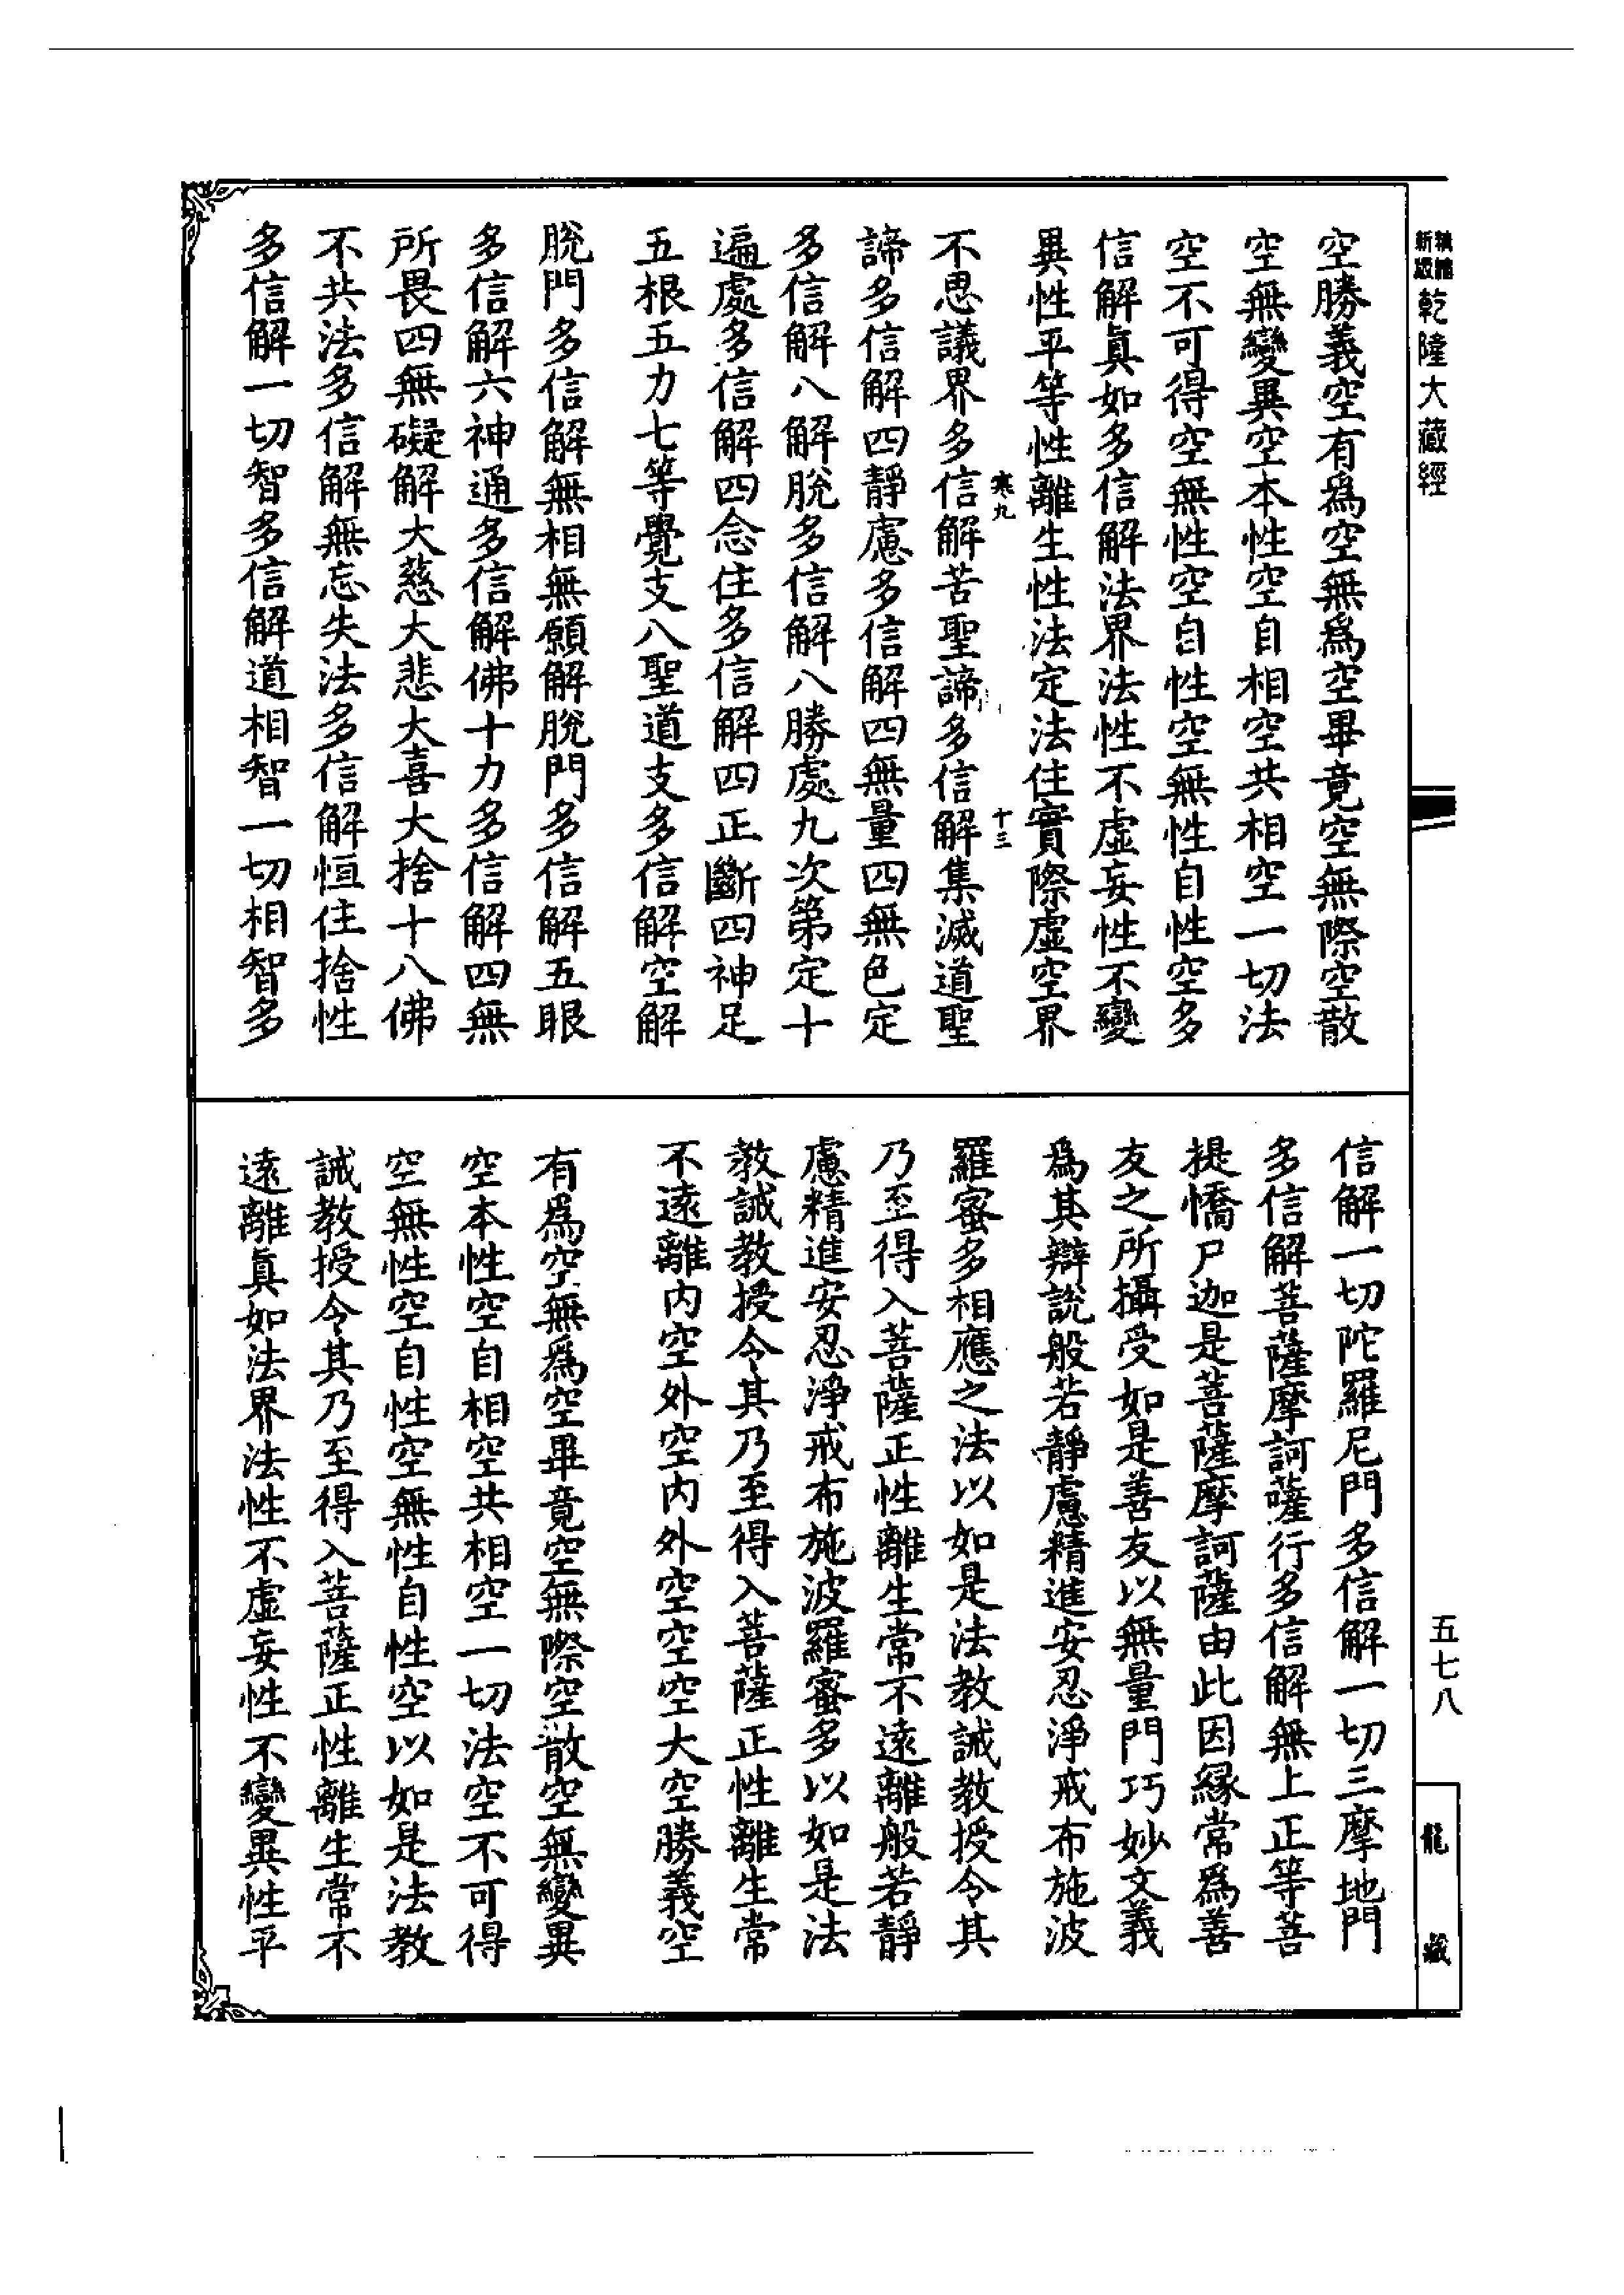 新纂縮版乾隆大藏經
空勝義空有爲空無爲空畢竟空無際空散
空無變異空本性空自相空共相空一切法
空不可得空無性空自性空無性自性空多
信解眞如多信解法界法性不虛妄性不變
異性平等性離生性法定法住實際虛空界
寒九
十三
不思議界多信解苦聖諦多信解集滅道聖
諦多信解四靜慮多信解四無量四無色定
多信解八解脫多信解八勝處九次第定十
遍處多信解四念住多信解四正斷四神足
五根五力七等覺支八聖道支多信解空解
脫門多信解無相無願解脫門多信解五眼
多信解六神通多信解佛十力多信解四無
所畏四無礙解大慈大悲大喜大捨十八佛
不共法多信解無忘失法多信解恒住捨性
多信解一切智多信解道相智一切相智多
信解一切陀羅尼門多信解一切三摩地門
多信解菩薩摩訶薩行多信解無上正等菩
提憍尸迦是菩薩摩訶薩由此因緣常爲善
友之所攝受如是善友以無量門巧妙文義
爲其辯說般若靜慮精進安忍淨戒布施波
羅蜜多相應之法以如是法教誡教授令其
乃至得入菩薩正性離生常不遠離般若靜
慮精進安忍淨戒布施波羅蜜多以如是法
教誡教授令其乃至得入菩薩正性離生常
不遠離內空外空內外空空空大空勝義空
有爲空無爲空畢竟空無際空散空無變異
空本性空自相空共相空一切法空不可得
空無性空自性空無性自性空以如是法教
誡教授令其乃至得入菩薩正性離生常不
遠離眞如法界法性不虛妄性不變異性平
五七八
龍藏